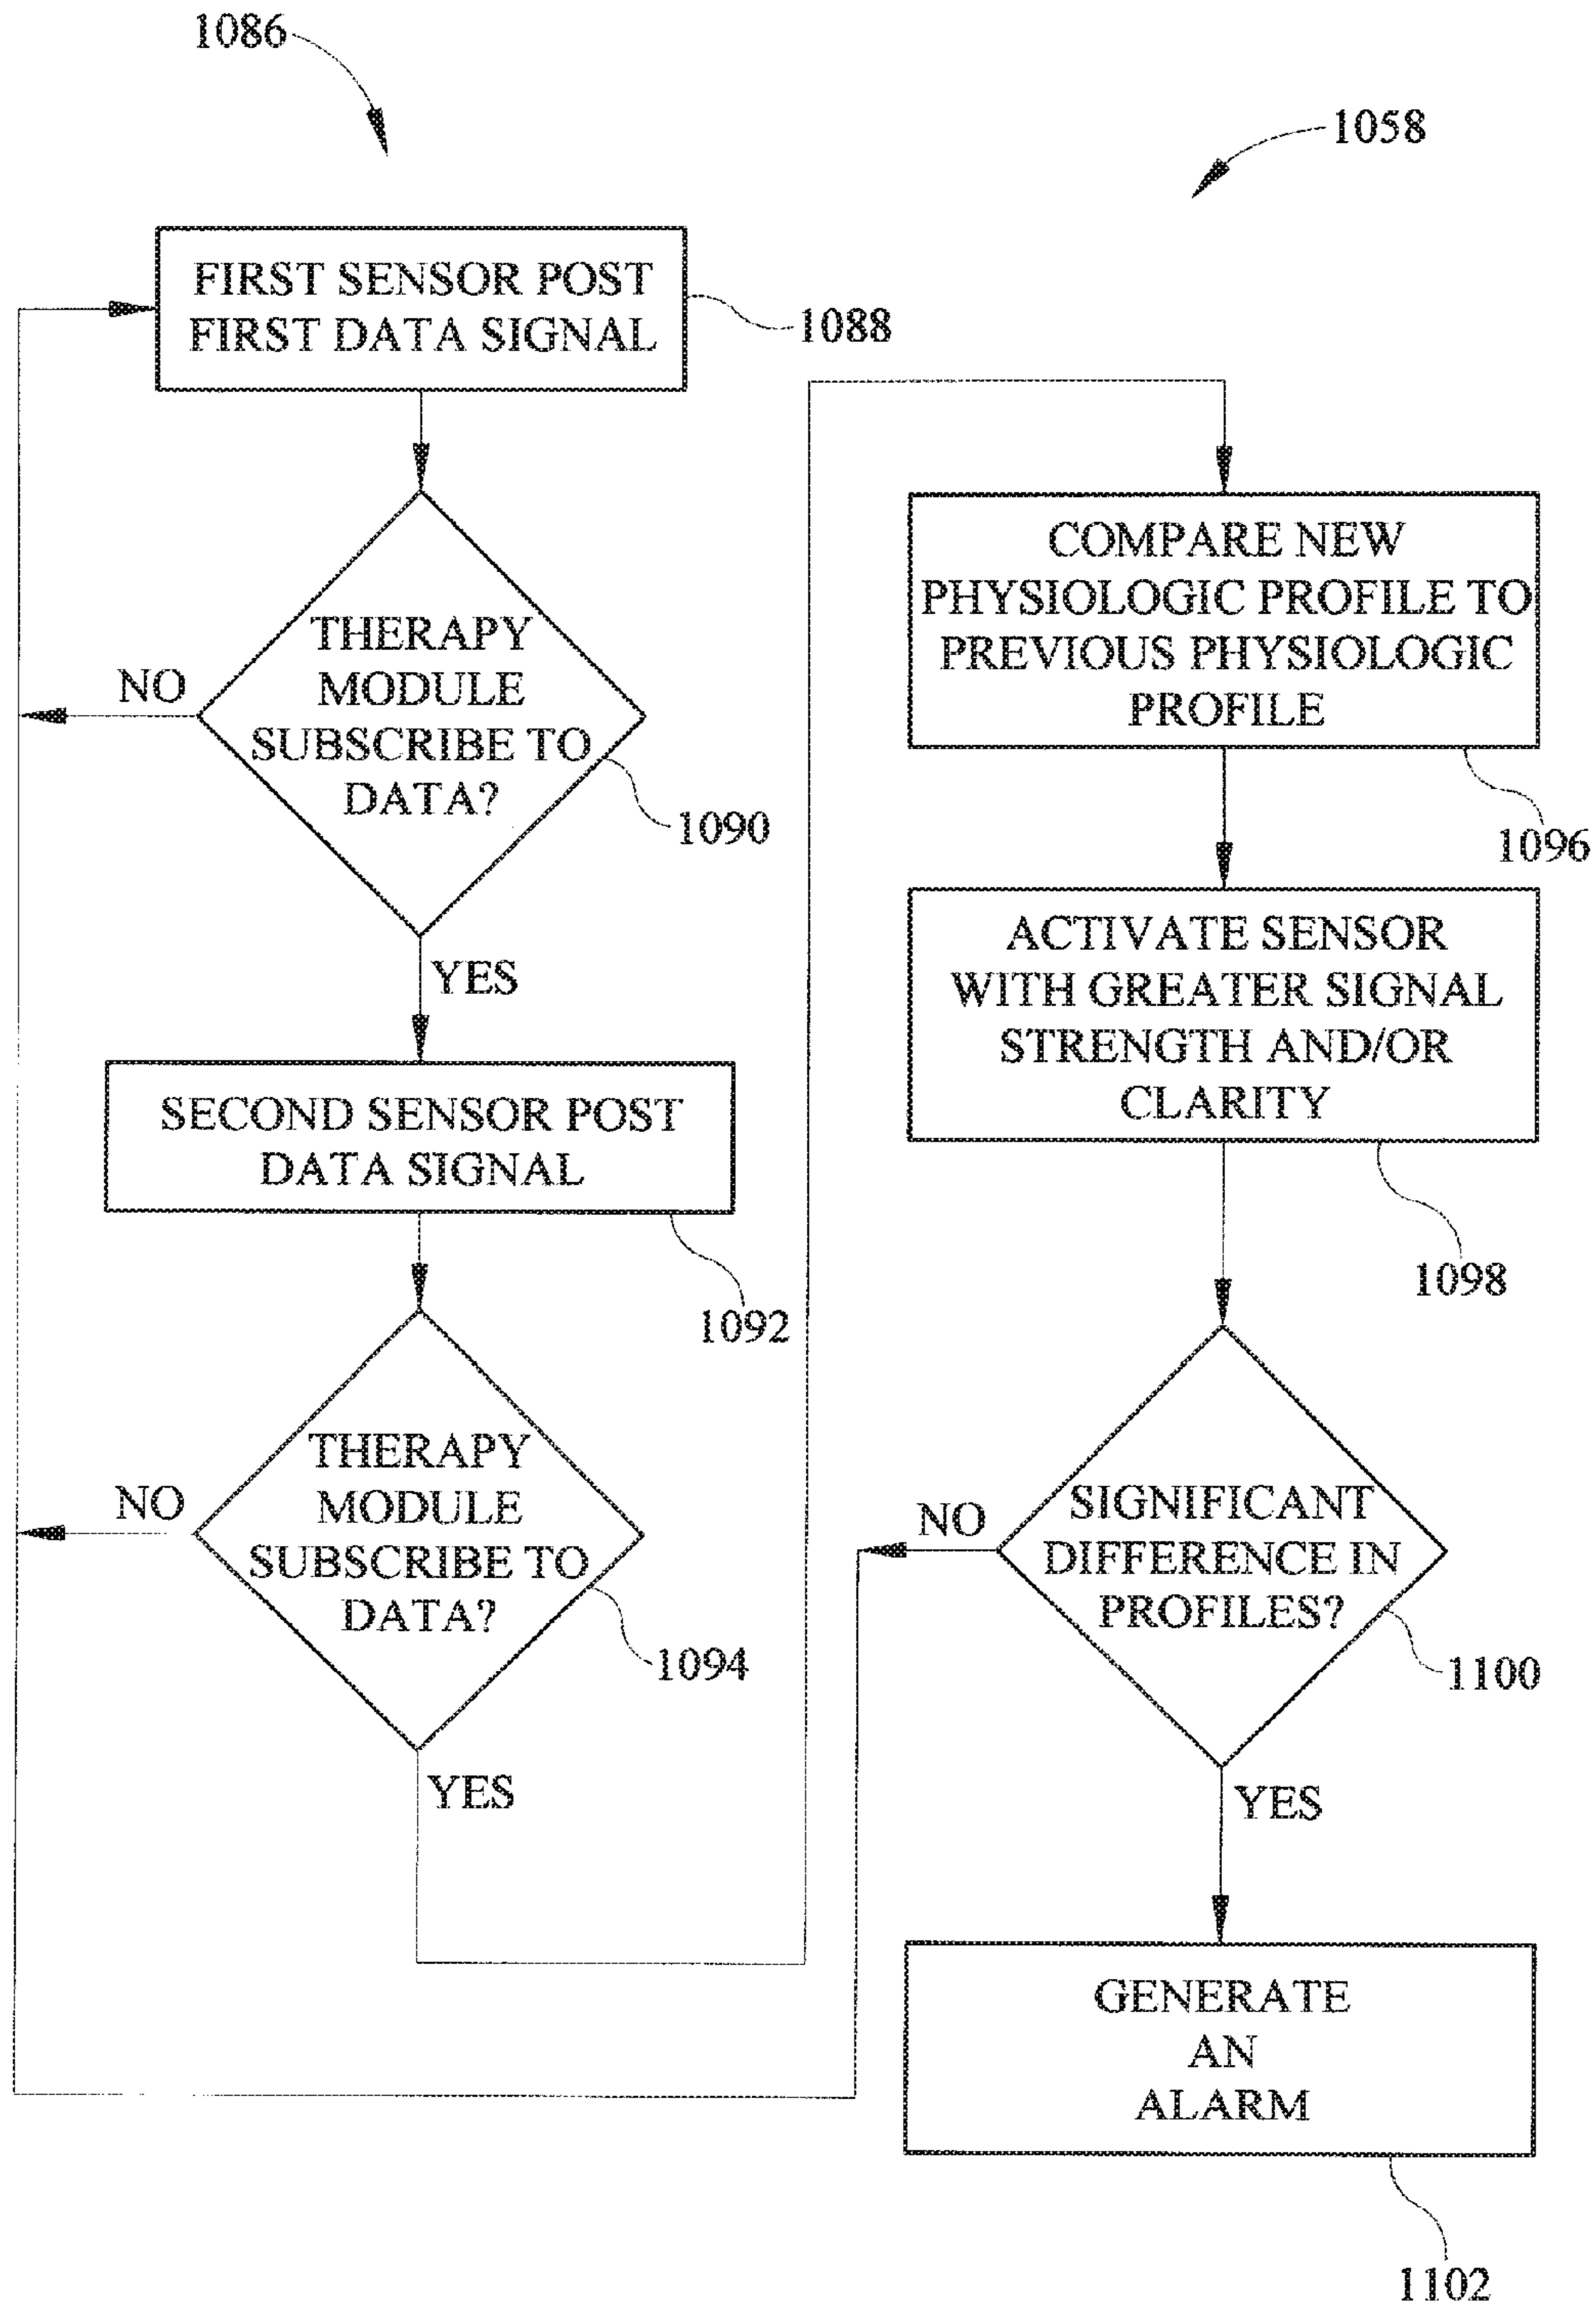 1086
1058
FIRST SENSOR POST
FIRST DATA SIGNAL
1088
THERAPY
MODULE
SUBSCRIBE TO
DATA?
NO
1090
YES
SECOND SENSOR POST
DATA SIGNAL
1092
THERAPY
MODULE
SUBSCRIBE TO
DATA?
NO
1094
YES
COMPARE NEW
PHYSIOLOGIC PROFILE TO
PREVIOUS PHYSIOLOGIC
PROFILE
1096
ACTIVATE SENSOR
WITH GREATER SIGNAL
STRENGTH AND/OR
CLARITY
1098
SIGNIFICANT
DIFFERENCE IN
PROFILES?
NO
1100
YES
GENERATE
AN
ALARM
1102